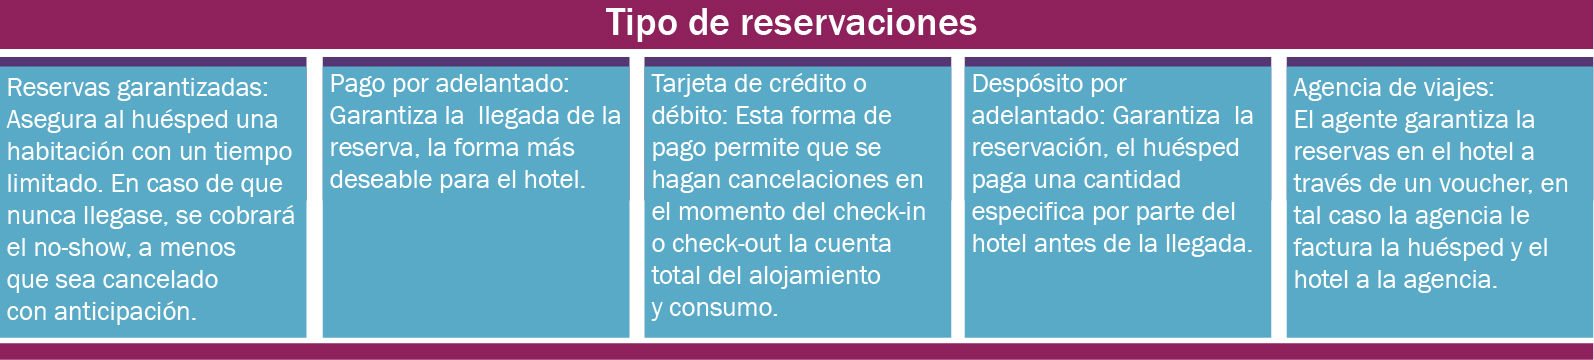 Tipo de reservaciones
Reservas garantizadas:
Asegura al huésped una
habitación con un tiempo
limitado. En caso de que
nunca llegase, se cobrará
el no-show, a menos
que sea cancelado
con anticipación.
Pago por adelantado:
Garantiza la  llegada de la
reserva, la forma más
deseable para el hotel.
Tarjeta de crédito o
débito: Esta forma de
pago permite que se
hagan cancelaciones en
el momento del check-in
o check-out la cuenta
total del alojamiento
y consumo.
Despósito por
adelantado: Garantiza  la
reservación, el huésped
paga una cantidad
especifica por parte del
hotel antes de la llegada.
Agencia de viajes:
El agente garantiza la
reservas en el hotel a
través de un voucher, en
tal caso la agencia le
factura la huésped y el
hotel a la agencia.